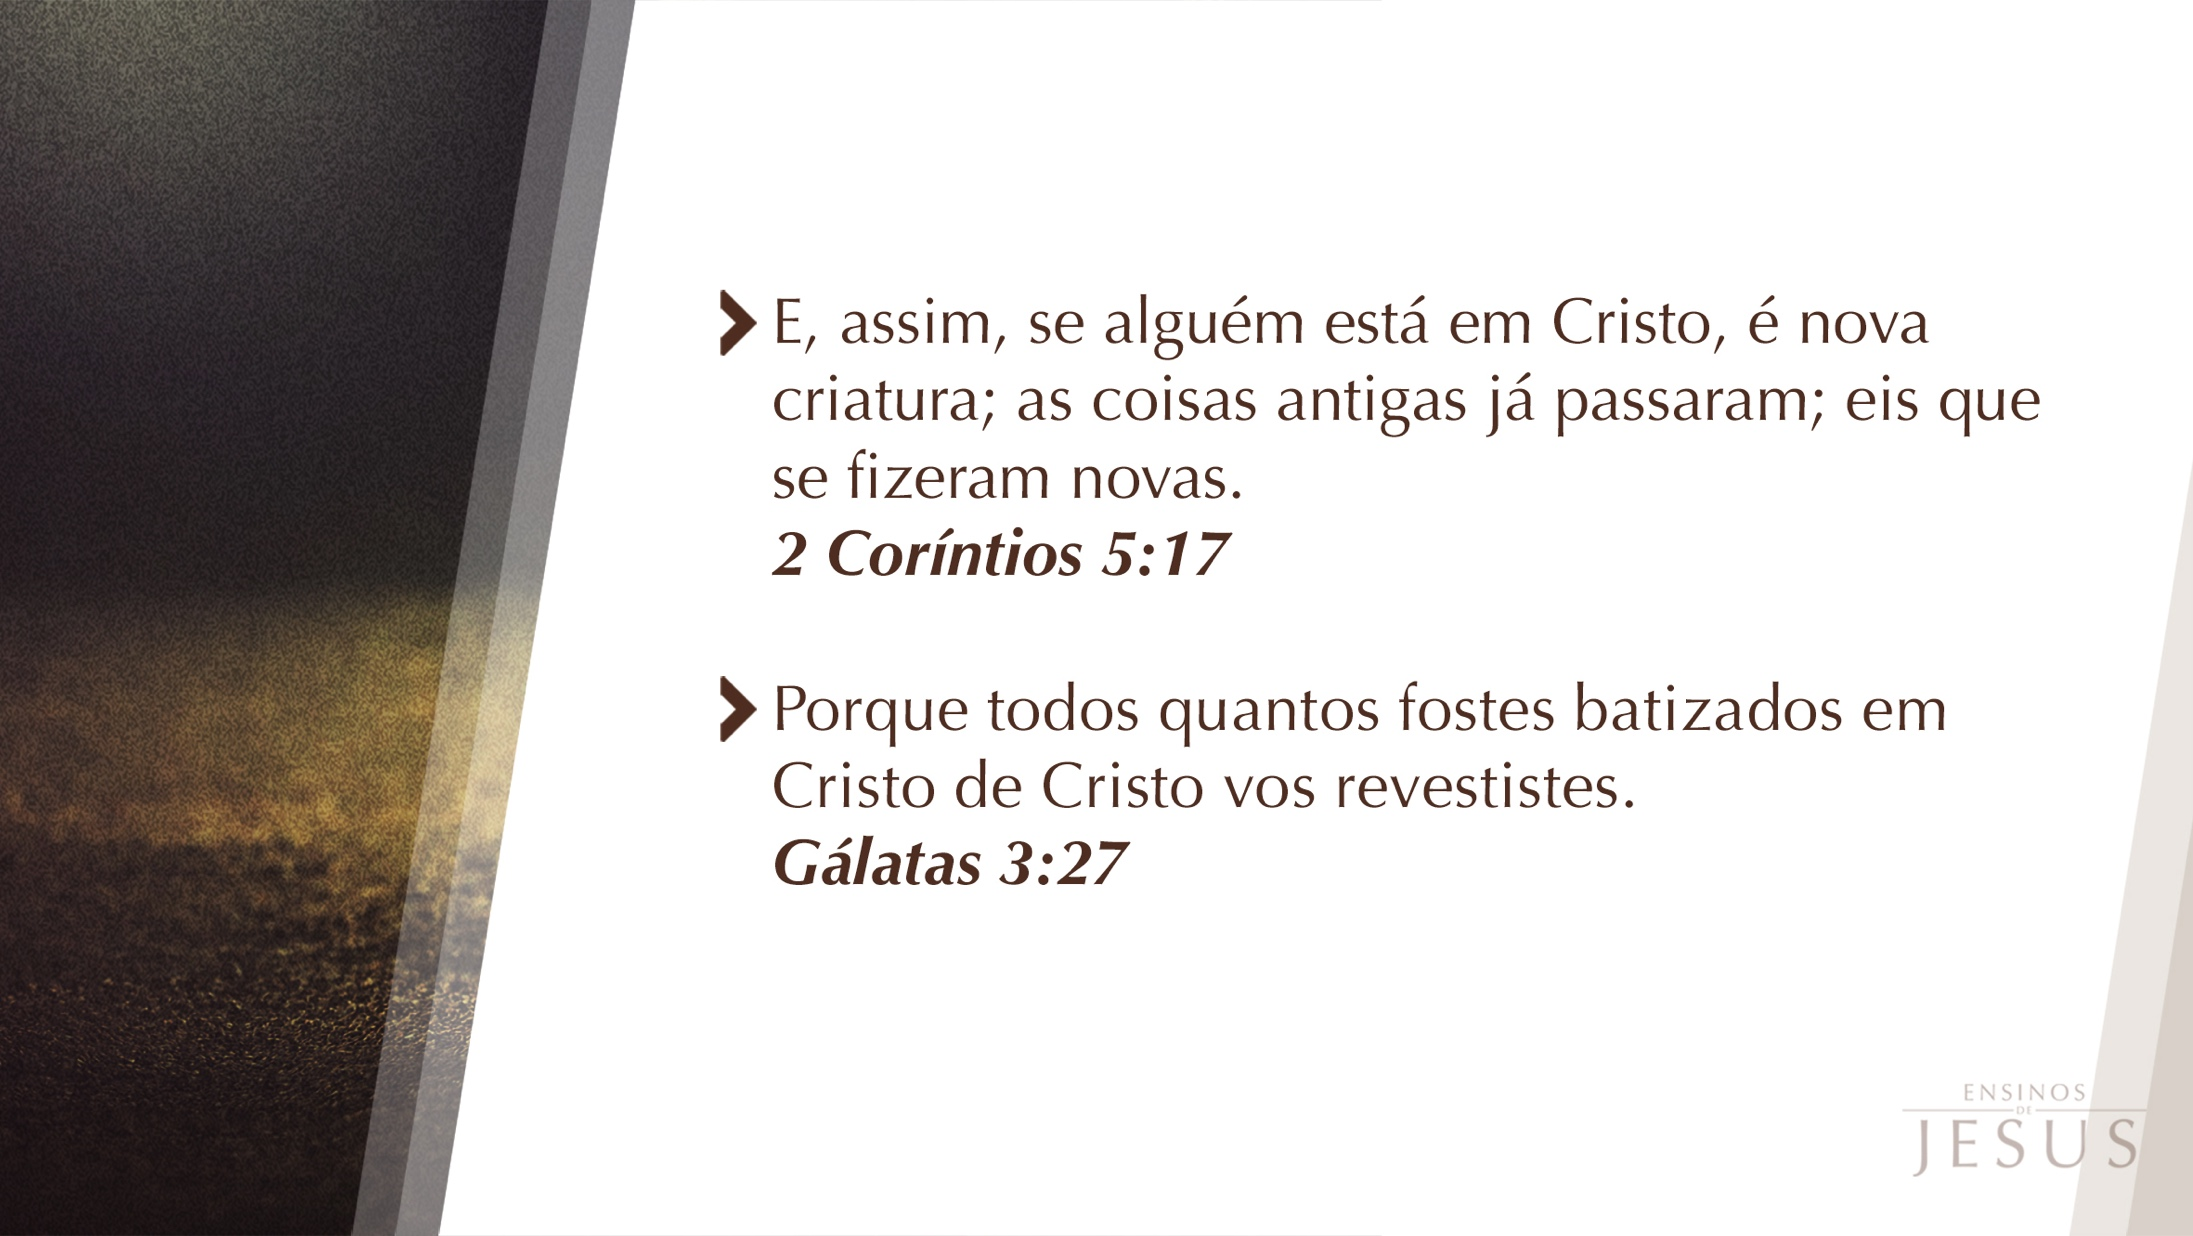 E, assim, se alguém está em Cristo, é nova
criatura; as coisas antigas já passaram; eis que
se fizeram novas.
2 Coríntios 5:17
Porque todos quantos fostes batizados em
Cristo de Cristo vos revestistes.
Gálatas 3:27
ENSINOS
DE
JESUS